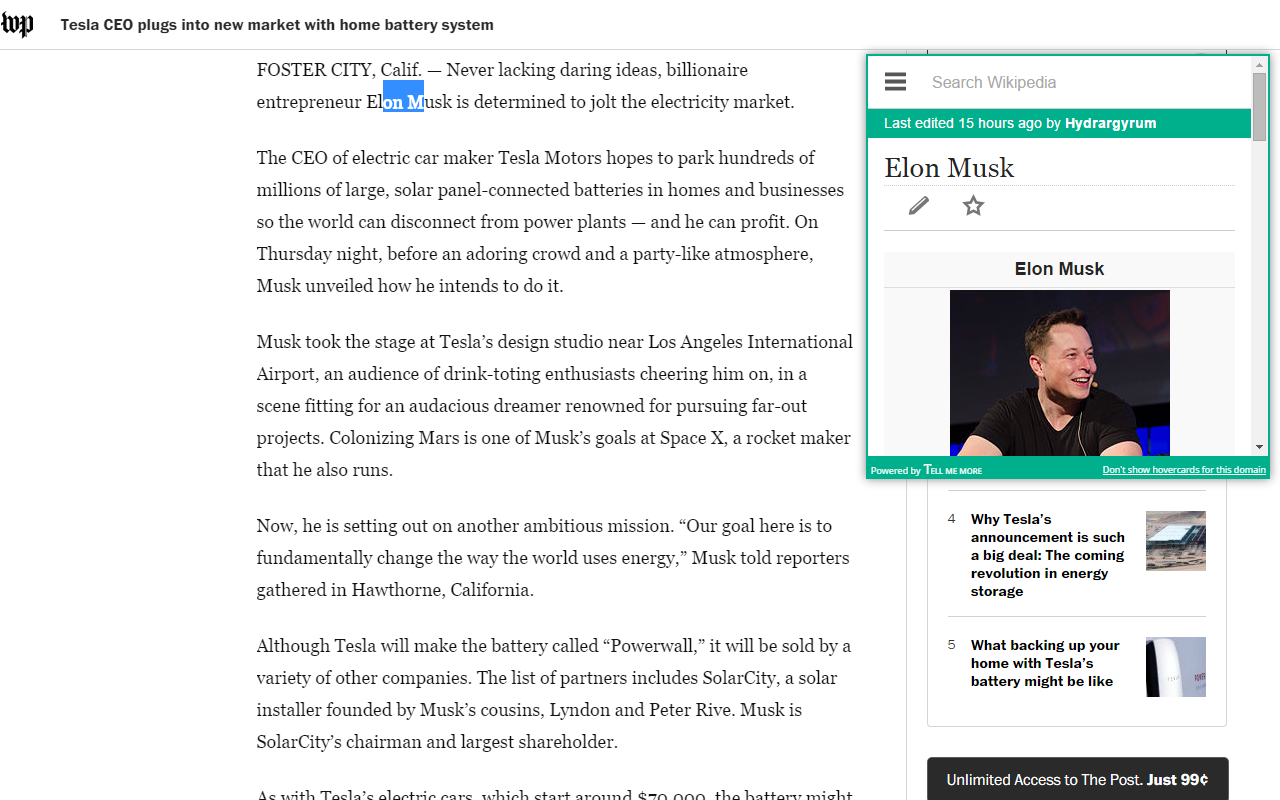 wp
Tesla CEO plugs into new market with home battery system
FOSTER CITY, Calif. — Never lacking daring ideas, billionaire
entrepreneur Elon Musk is determined to jolt the electricity market.
The CEO of electric car maker Tesla Motors hopes to park hundreds of
millions of large, solar panel-connected batteries in homes and businesses
so the world can disconnect from power plants — and he can profit. On
Thursday night, before an adoring crowd and a party-like atmosphere,
Musk unveiled how he intends to do it.
Musk took the stage at Tesla’s design studio near Los Angeles International
Airport, an audience of drink-toting enthusiasts cheering him on, in a
scene fitting for an audacious dreamer renowned for pursuing far-out
projects. Colonizing Mars is one of Musk’s goals at Space X, a rocket maker
that he also runs.
Now, he is setting out on another ambitious mission. “Our goal here is to
fundamentally change the way the world uses energy,” Musk told reporters
gathered in Hawthorne, California.
Although Tesla will make the battery called “Powerwall,” it will be sold by a
variety of other companies. The list of partners includes SolarCity, a solar
installer founded by Musk’s cousins, Lyndon and Peter Rive. Musk is
SolarCity’s chairman and largest shareholder.
As with Tesla’s electric cars, which start around $70,000, the battery might
Search Wikipedia
Last edited 15 hours ago by Hydrargyrum
Elon Musk
Elon Musk
Powered by TELL ME MORE
Don't show hovercards for this domain
4 Why Tesla’s
announcement is such
a big deal: The coming
revolution in energy
storage
5 What backing up your
home with Tesla’s
battery might be like
Unlimited Access to The Post. Just 99¢